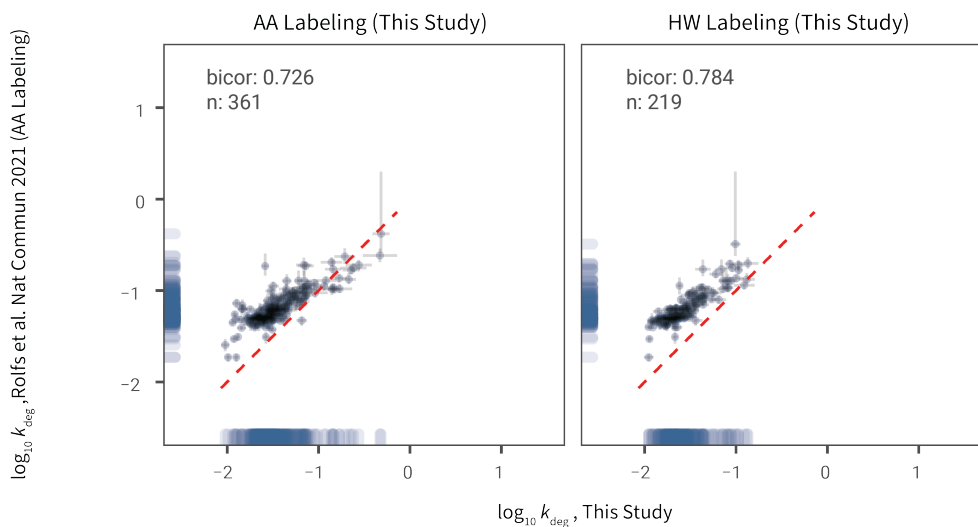 AA Labeling (This Study)
HW Labeling (This Study)
log10 kdeg, Rolfs et al. Nat Commun 2021 (AA Labeling)
bicor: 0.726
n: 361
bicor: 0.784
n: 219
1
0
−1
−2
−2 −1 0 1
−2 −1 0 1
log10 kdeg, This Study